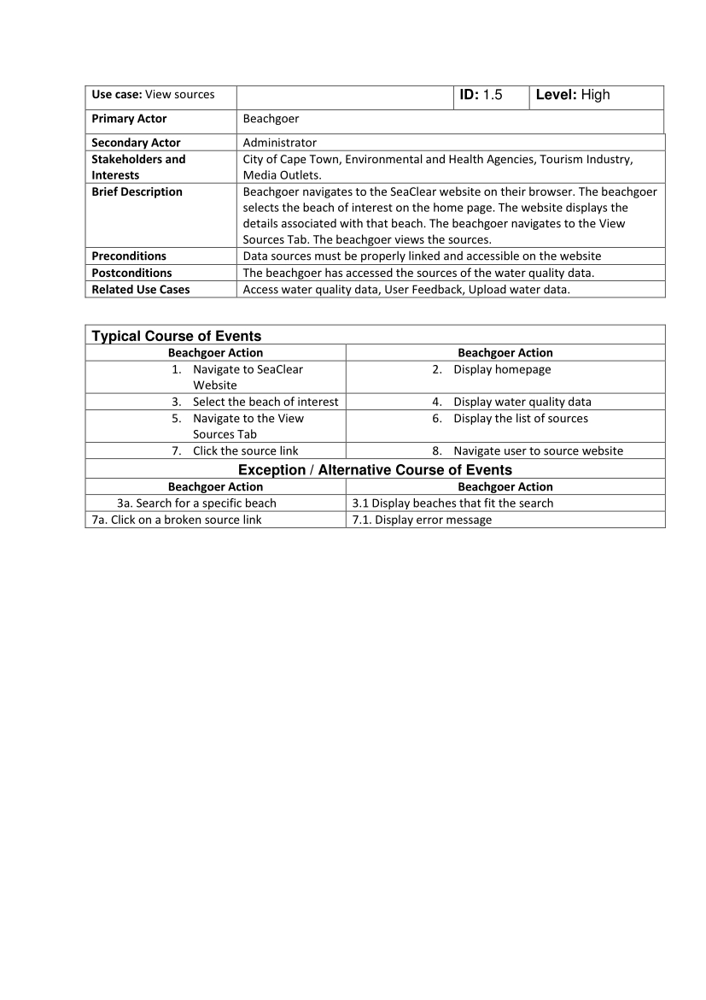 Use case: View sources ID: 1.5 Level: High
Primary Actor Beachgoer
Secondary Actor Administrator
Stakeholders and City of Cape Town, Environmental and Health Agencies, Tourism Industry,
Interests Media Outlets.
Brief Description Beachgoer navigates to the SeaClear website on their browser. The beachgoer
selects the beach of interest on the home page. The website displays the
details associated with that beach. The beachgoer navigates to the View
Sources Tab. The beachgoer views the sources.
Preconditions Data sources must be properly linked and accessible on the website
Postconditions The beachgoer has accessed the sources of the water quality data.
Related Use Cases Access water quality data, User Feedback, Upload water data.
Typical Course of Events
Beachgoer Action Beachgoer Action
1. Navigate to SeaClear 2. Display homepage
Website
3. Select the beach of interest 4. Display water quality data
5. Navigate to the View 6. Display the list of sources
Sources Tab
7. Click the source link 8. Navigate user to source website
Exception / Alternative Course of Events
Beachgoer Action Beachgoer Action
3a. Search for a specific beach 3.1 Display beaches that fit the search
7a. Click on a broken source link 7.1. Display error message